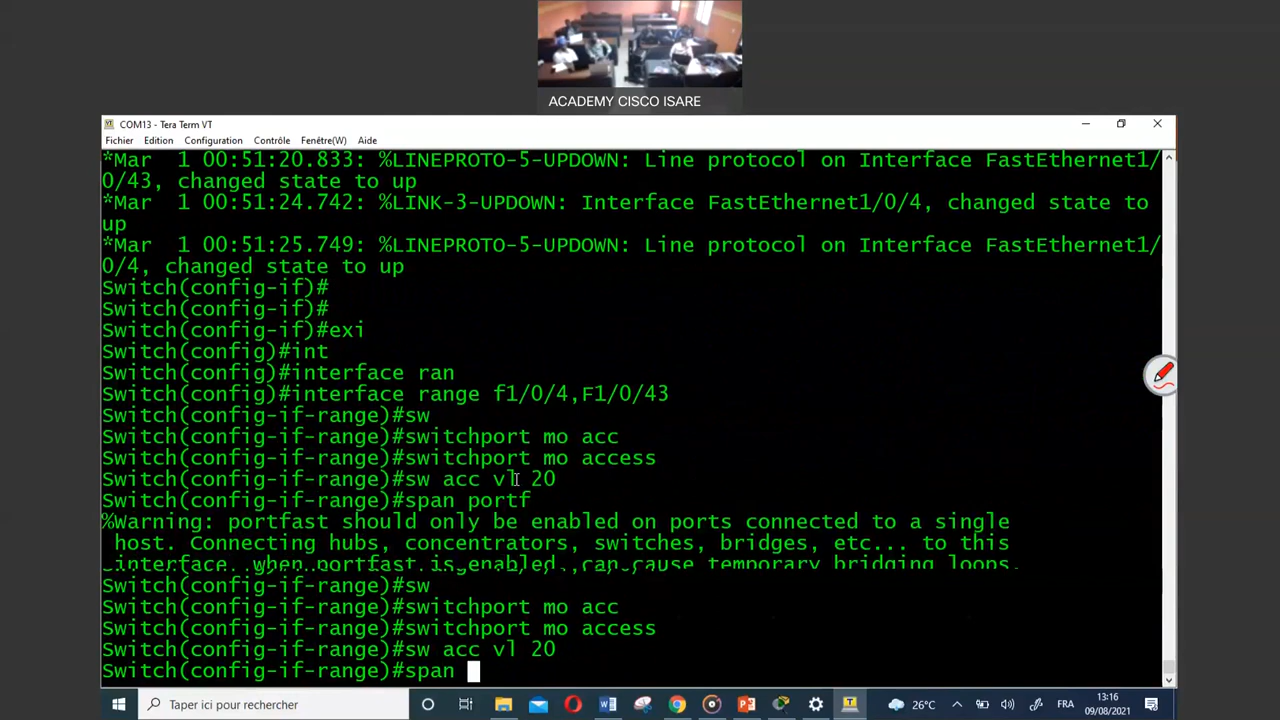 ACADEMY CISCO ISARE
COM13 - Tera Term VT
Fichier Edition Configuration Contrôle Fenêtre(W) Aide
*Mar  1 00:51:20.833: %LINEPROTO-5-UPDOWN: Line protocol on Interface FastEthernet1/
0/43, changed state to up
*Mar  1 00:51:24.742: %LINK-3-UPDOWN: Interface FastEthernet1/0/4, changed state to
up
*Mar  1 00:51:25.749: %LINEPROTO-5-UPDOWN: Line protocol on Interface FastEthernet1/
0/4, changed state to up
Switch(config-if)#
Switch(config-if)#
Switch(config-if)#exi
Switch(config)#int
Switch(config)#interface ran
Switch(config)#interface range f1/0/4,F1/0/43
Switch(config-if-range)#sw
Switch(config-if-range)#switchport mo acc
Switch(config-if-range)#switchport mo access
Switch(config-if-range)#sw acc vl 20
Switch(config-if-range)#span portf
%Warning: portfast should only be enabled on ports connected to a single
host. Connecting hubs, concentrators, switches, bridges, etc... to this
interface when portfast is enabled, can cause temporary bridging loops.
Switch(config-if-range)#sw
Switch(config-if-range)#switchport mo acc
Switch(config-if-range)#switchport mo access
Switch(config-if-range)#sw acc vl 20
Switch(config-if-range)#span
Taper ici pour rechercher
26°C
FRA
13:16
09/08/2021